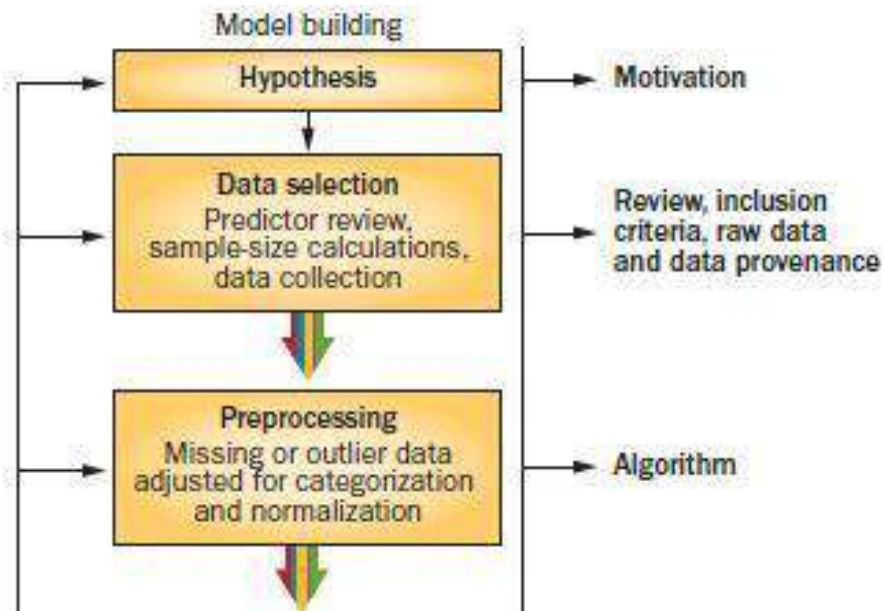 Model building
Hypothesis
Motivation
Data selection
Predictor review,
sample-size calculations,
data collection
Review, inclusion
criteria, raw data
and data provenance
Preprocessing
Missing or outlier data
adjusted for categorization
and normalization
Algorithm